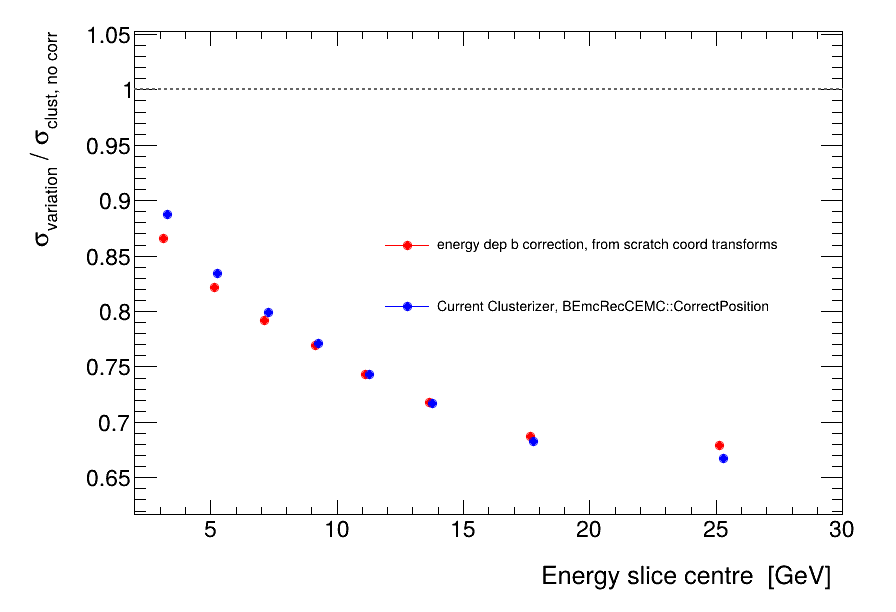 σvariation / σclust, no corr
1.05
1
0.95
0.9
0.85
0.8
0.75
0.7
0.65
energy dep b correction, from scratch coord transforms
Current Clusterizer, BEmcRecCEMC::CorrectPosition
5 10 15 20 25 30
Energy slice centre [GeV]